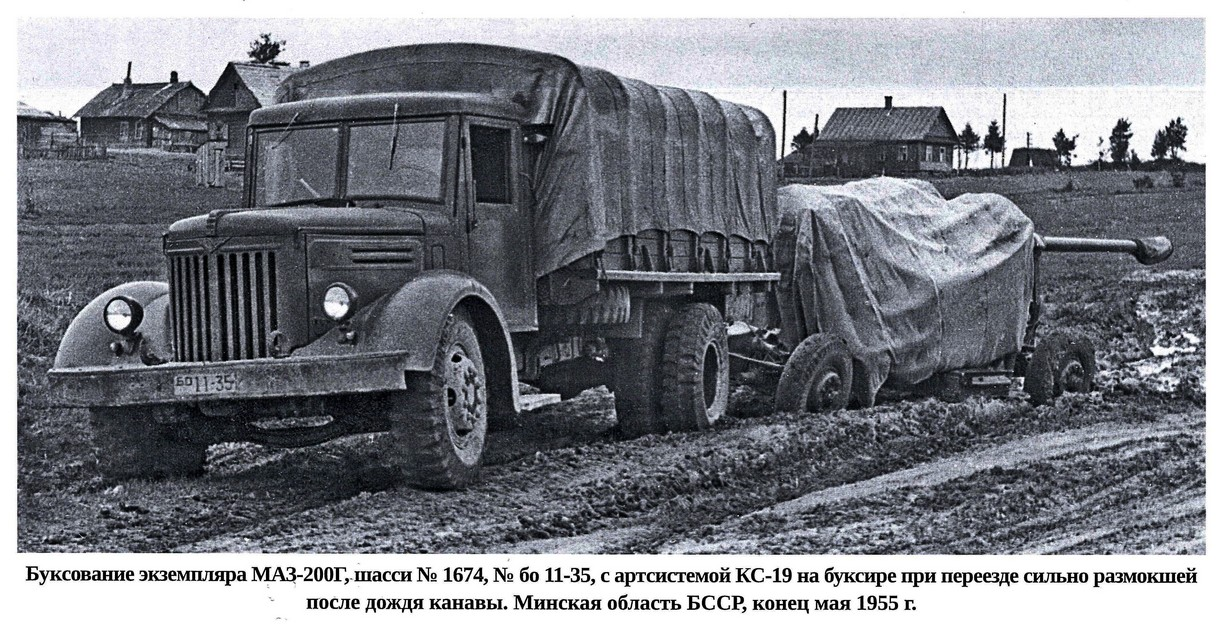 БО 11-35
Буксование экземпляра МАЗ-200Г, шасси № 1674, № бо 11-35, с артсистемой КС-19 на буксире при переезде сильно размокшей
после дождя канавы. Минская область БССР, конец мая 1955 г.